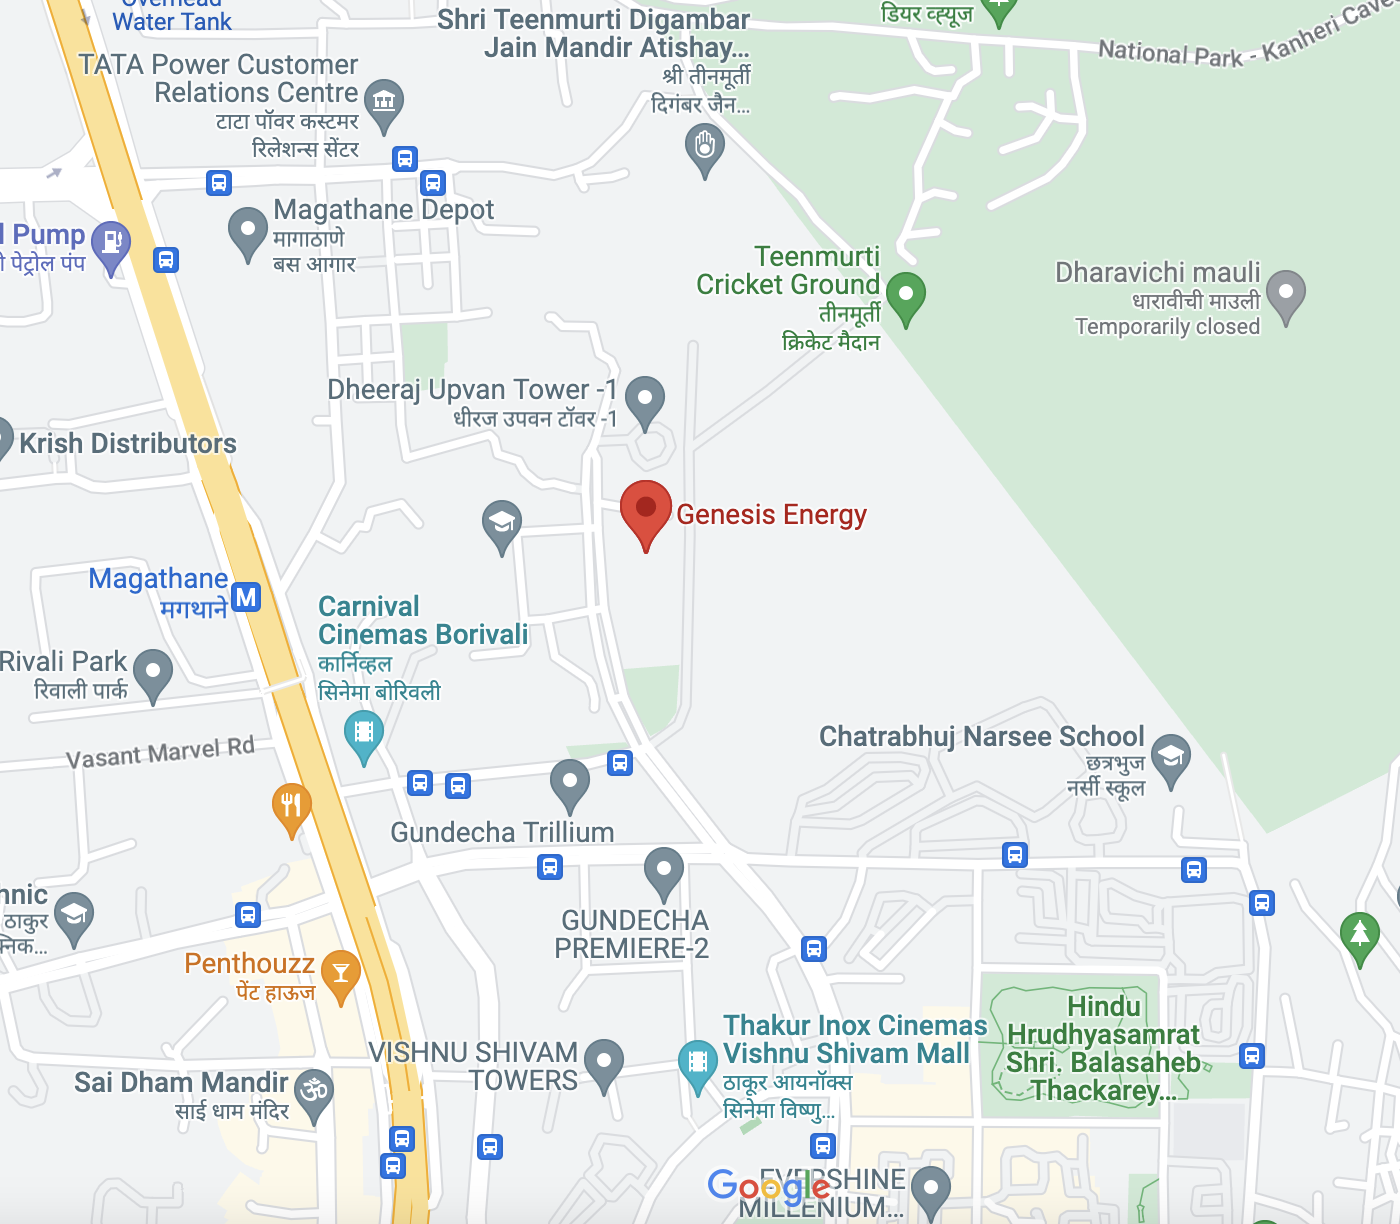 Overhead
Water Tank
Shri Teenmurti Digambar
Jain Mandir Atishay...
श्री तीनमूर्ती
दिगंबर जैन...
डियर व्ह्यूज
National Park - Kanheri Caves
TATA Power Customer
Relations Centre
टाटा पॉवर कस्टमर
रिलेशन्स सेंटर
Magathane Depot
मागाठाणे
बस आगार
Pump
पेट्रोल पंप
Teenmurti
Cricket Ground
तीनमूर्ती
क्रिकेट मैदान
Dharavichi mauli
धारावीची माउली
Temporarily closed
Dheeraj Upvan Tower -1
धीरज उपवन टॉवर -1
Krish Distributors
Genesis Energy
Magathane
मगथाने
M
Carnival
Cinemas Borivali
कार्निव्हल
सिनेमा बोरिवली
Rivali Park
रिवाली पार्क
Vasant Marvel Rd
Chatrabhuj Narsee School
छत्रभुज
नर्सी स्कूल
Gundecha Trillium
GUNDECHA
PREMIERE-2
hnic
ठाकुर
क्निक...
Penthouzz
पेंट हाऊज
Hindu
Hrudhyasamrat
Shri. Balasaheb
Thackarey...
Thakur Inox Cinemas
Vishnu Shivam Mall
ठाकूर आयनॉक्स
सिनेमा विष्णु...
VISHNU SHIVAM
TOWERS
Sai Dham Mandir
साई धाम मंदिर
ॐ
EVERSHINE
MILLENIUM...
Google